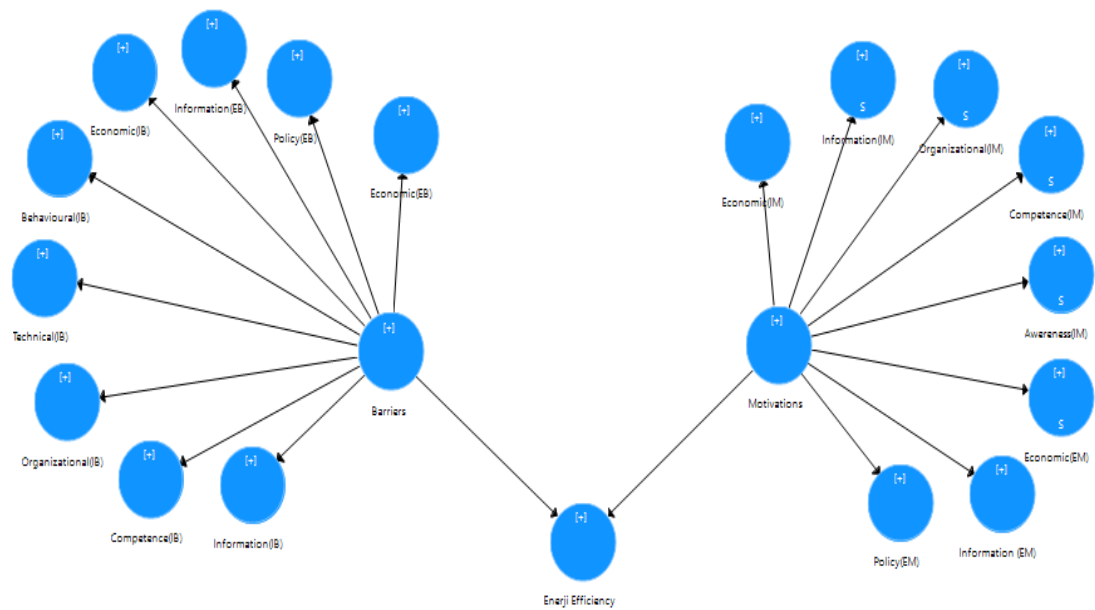 [+]
Economic(IB)
[+]
Information(EB)
[+]
Policy(EB)
[+]
Economic(EB)
[+]
Behavioural(IB)
[+]
Technical(IB)
[+]
Organizational(IB)
[+]
Competence(IB)
[+]
Information(IB)
[+]
Barriers
[+]
Enerji Efficiency
[+]
Motivations
[+]
Economic(IM)
[+]
S
Information(IM)
[+]
S
Organizational(IM)
[+]
S
Competence(IM)
[+]
S
Awareness(IM)
[+]
S
Economic(EM)
[+]
Information (EM)
[+]
Policy(EM)